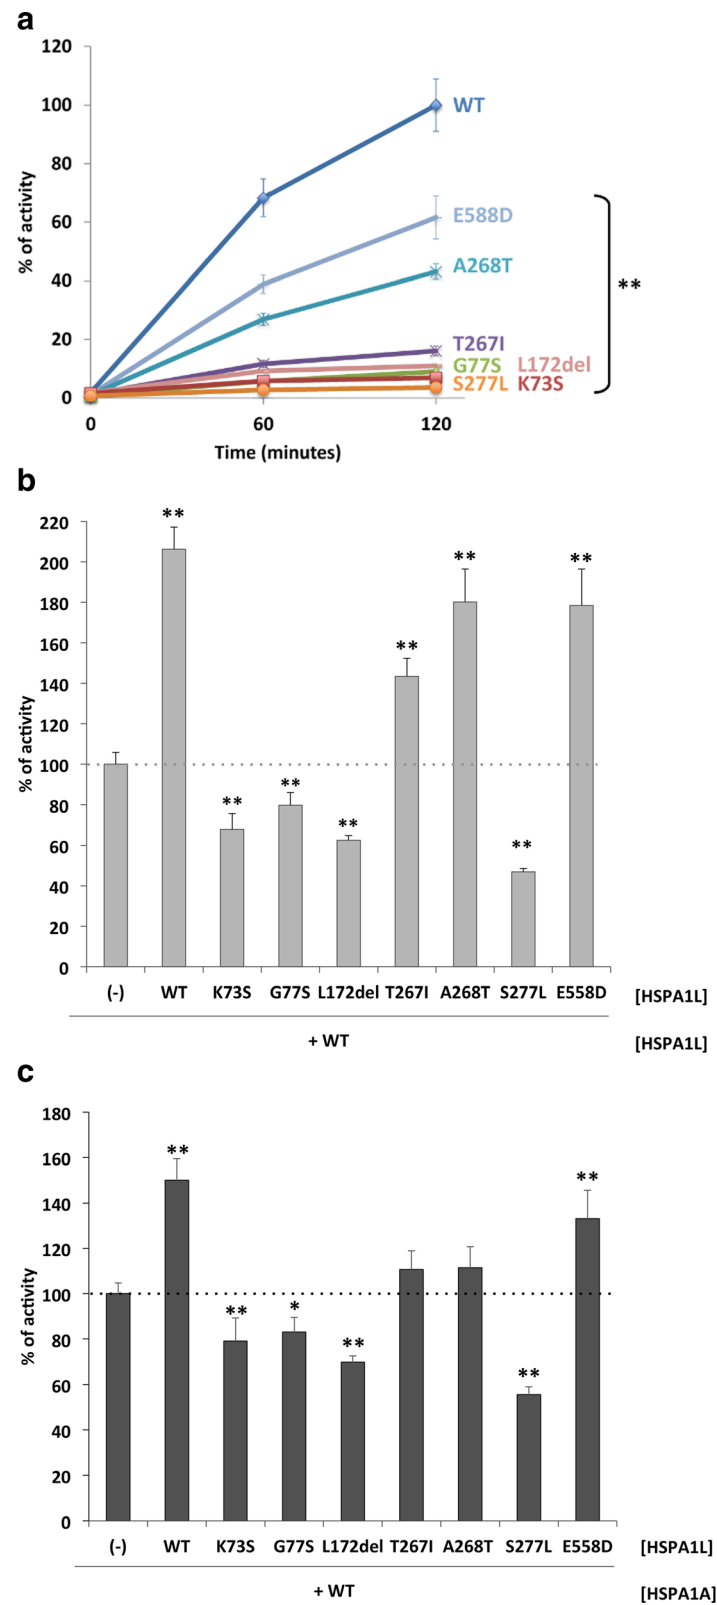 a
120
100
80
60
40
20
0
% of activity
WT
E588D
A268T
T267I
G77S L172del
S277L K73S
**
0 60 120
Time (minutes)
b
220
200
180
160
140
120
100
80
60
40
20
0
% of activity
** ** ** ** ** ** ** **
(-) WT K73S G77S L172del T267I A268T S277L E558D [HSPA1L]
+ WT [HSPA1L]
c
180
160
140
120
100
80
60
40
20
0
% of activity
** ** * ** ** **
(-) WT K73S G77S L172del T267I A268T S277L E558D [HSPA1L]
+ WT [HSPA1A]